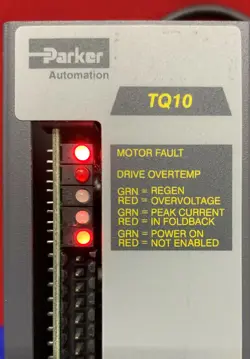 Parker
Automation
TQ10
MOTOR FAULT
DRIVE OVERTEMP
GRN = REGEN
RED = OVERVOLTAGE
GRN = PEAK CURRENT
RED = IN FOLDBACK
GRN = POWER ON
RED = NOT ENABLED